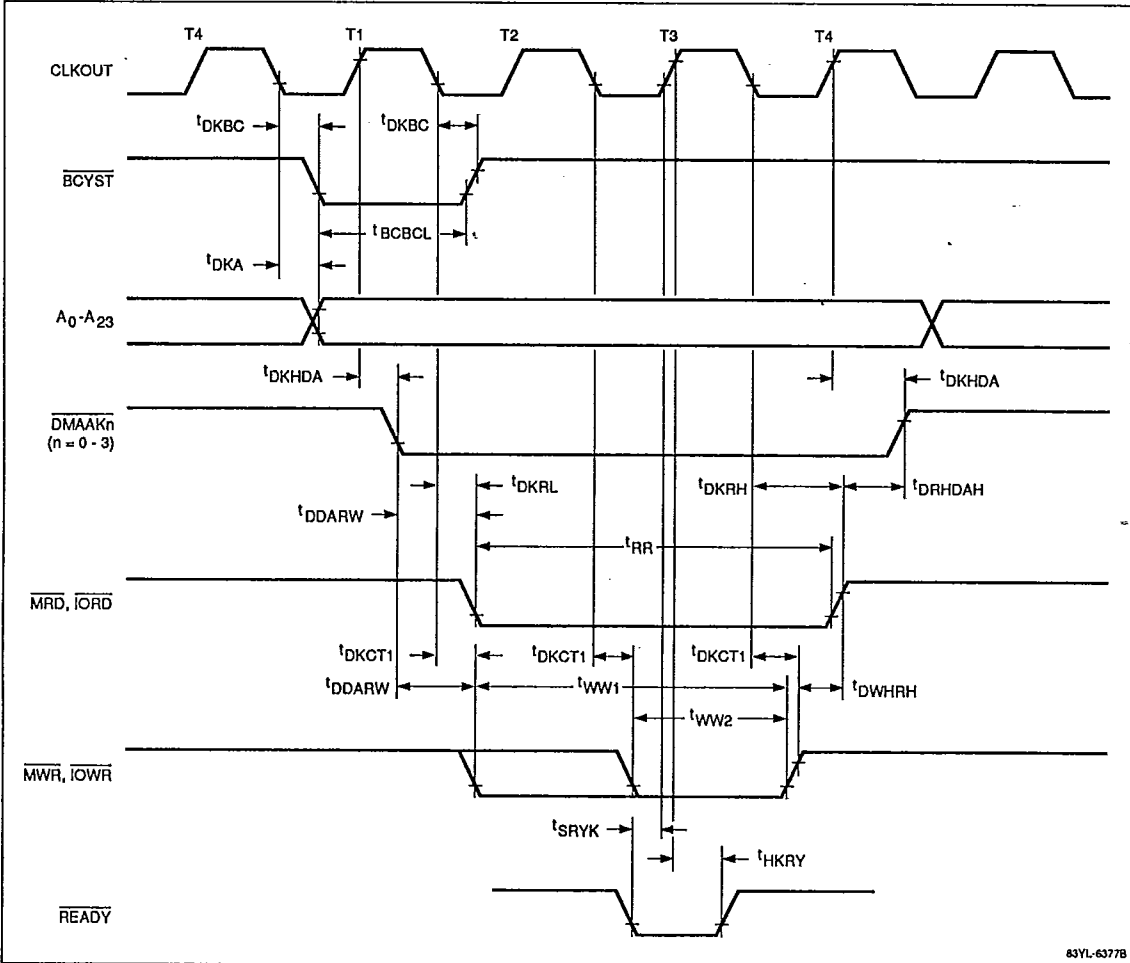 T4 T1 T2 T3 T4
CLKOUT
tDKBC tDKBC
BCYST
tBCBCL
tDKA
A0-A23
tDKHDA tDKHDA
DMAAKn
(n = 0 - 3)
tDKRL tDKRH tDRHDAH
tDDARW
tRR
MRD, IORD
tDKCT1 tDKCT1 tDKCT1
tDDARW tWW1 tDWHRH
tWW2
MWR, IOWR
tSRYK
tHKRY
READY
83YL-6377B